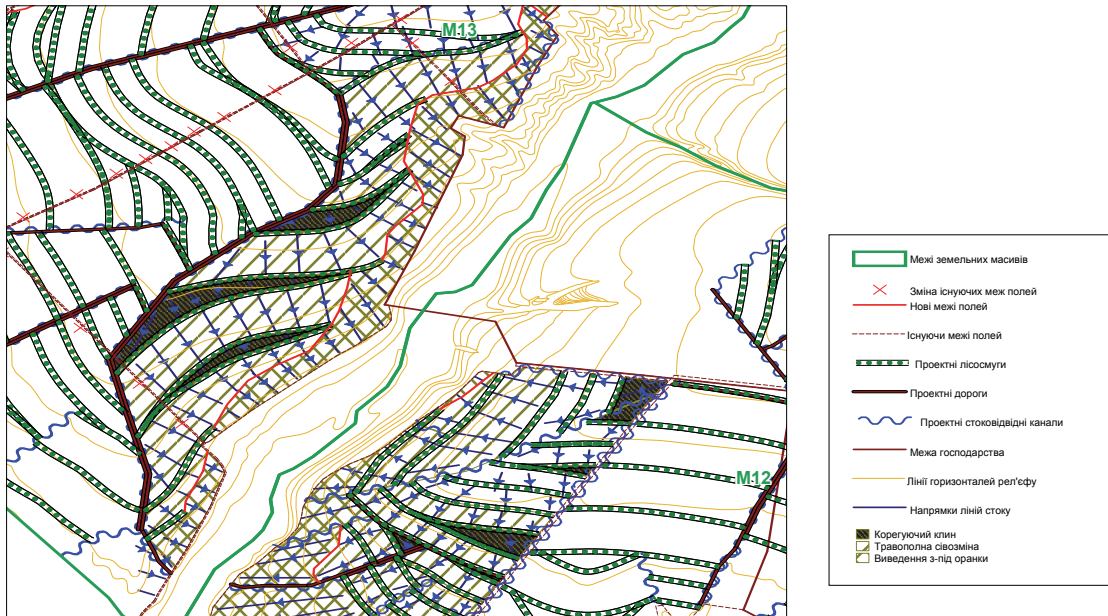 М13
М12
Межі земельних масивів
Зміна існуючих меж полей
Нові межі полей
Існуючи межі полей
Проектні лісосмуги
Проектні дороги
Проектні стоковідвідні канали
Межа господарства
Лінії горизонталей рел'єфу
Напрямки ліній стоку
Корегуючий клин
Травополна сівозміна
Виведення з-під оранки